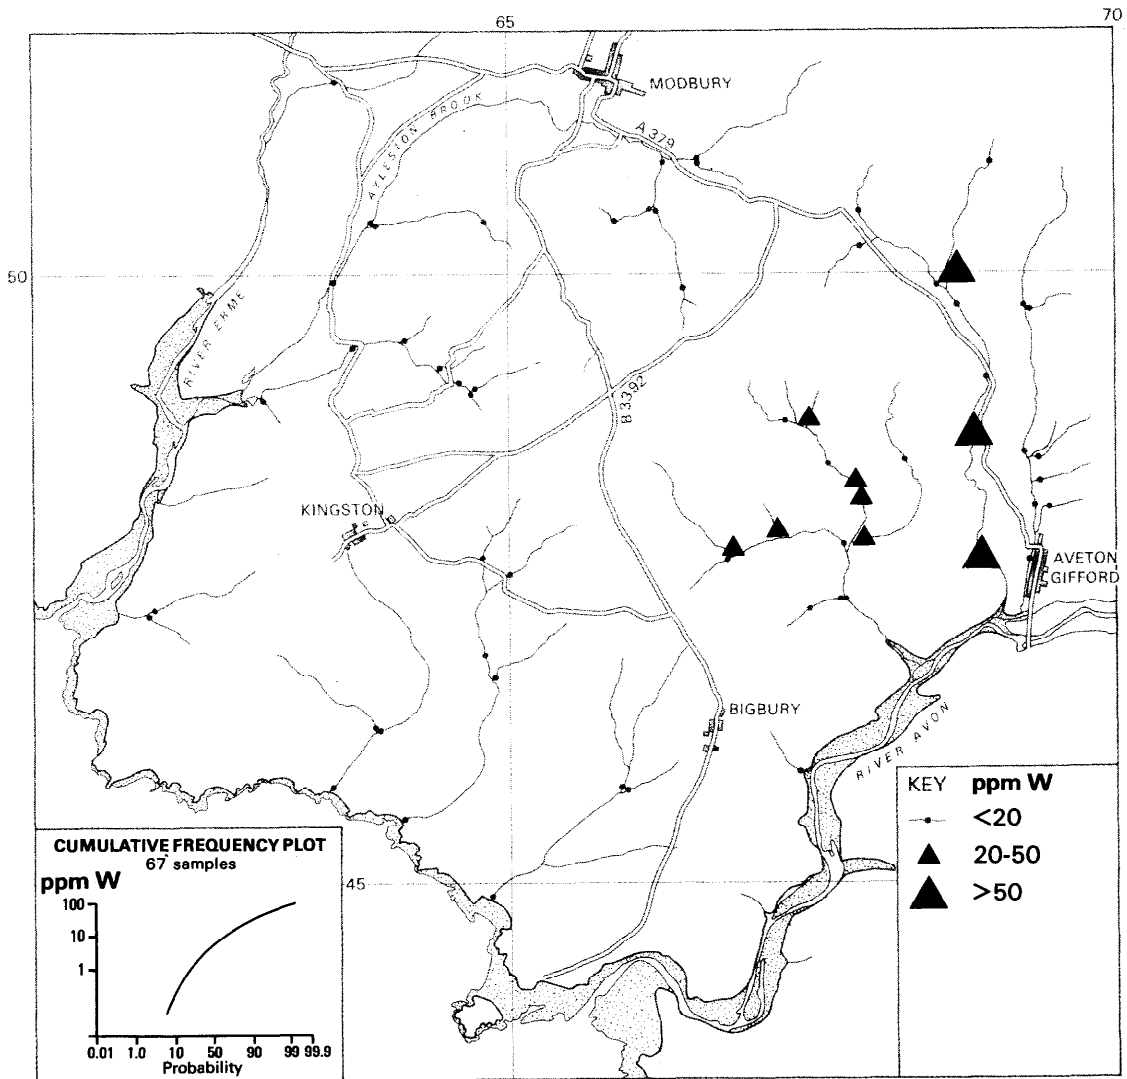 65
70
MODBURY
A 379
AYLESTON BROOK
50
RIVER ERME
B3392
KINGSTON
AVETON
GIFFORD
BIGBURY
RIVER AVON
KEY ppm W
<20
20-50
>50
45
CUMULATIVE FREQUENCY PLOT
67 samples
ppm W
100
10
1
0.01 1.0 10 50 90 99 99.9
Probability